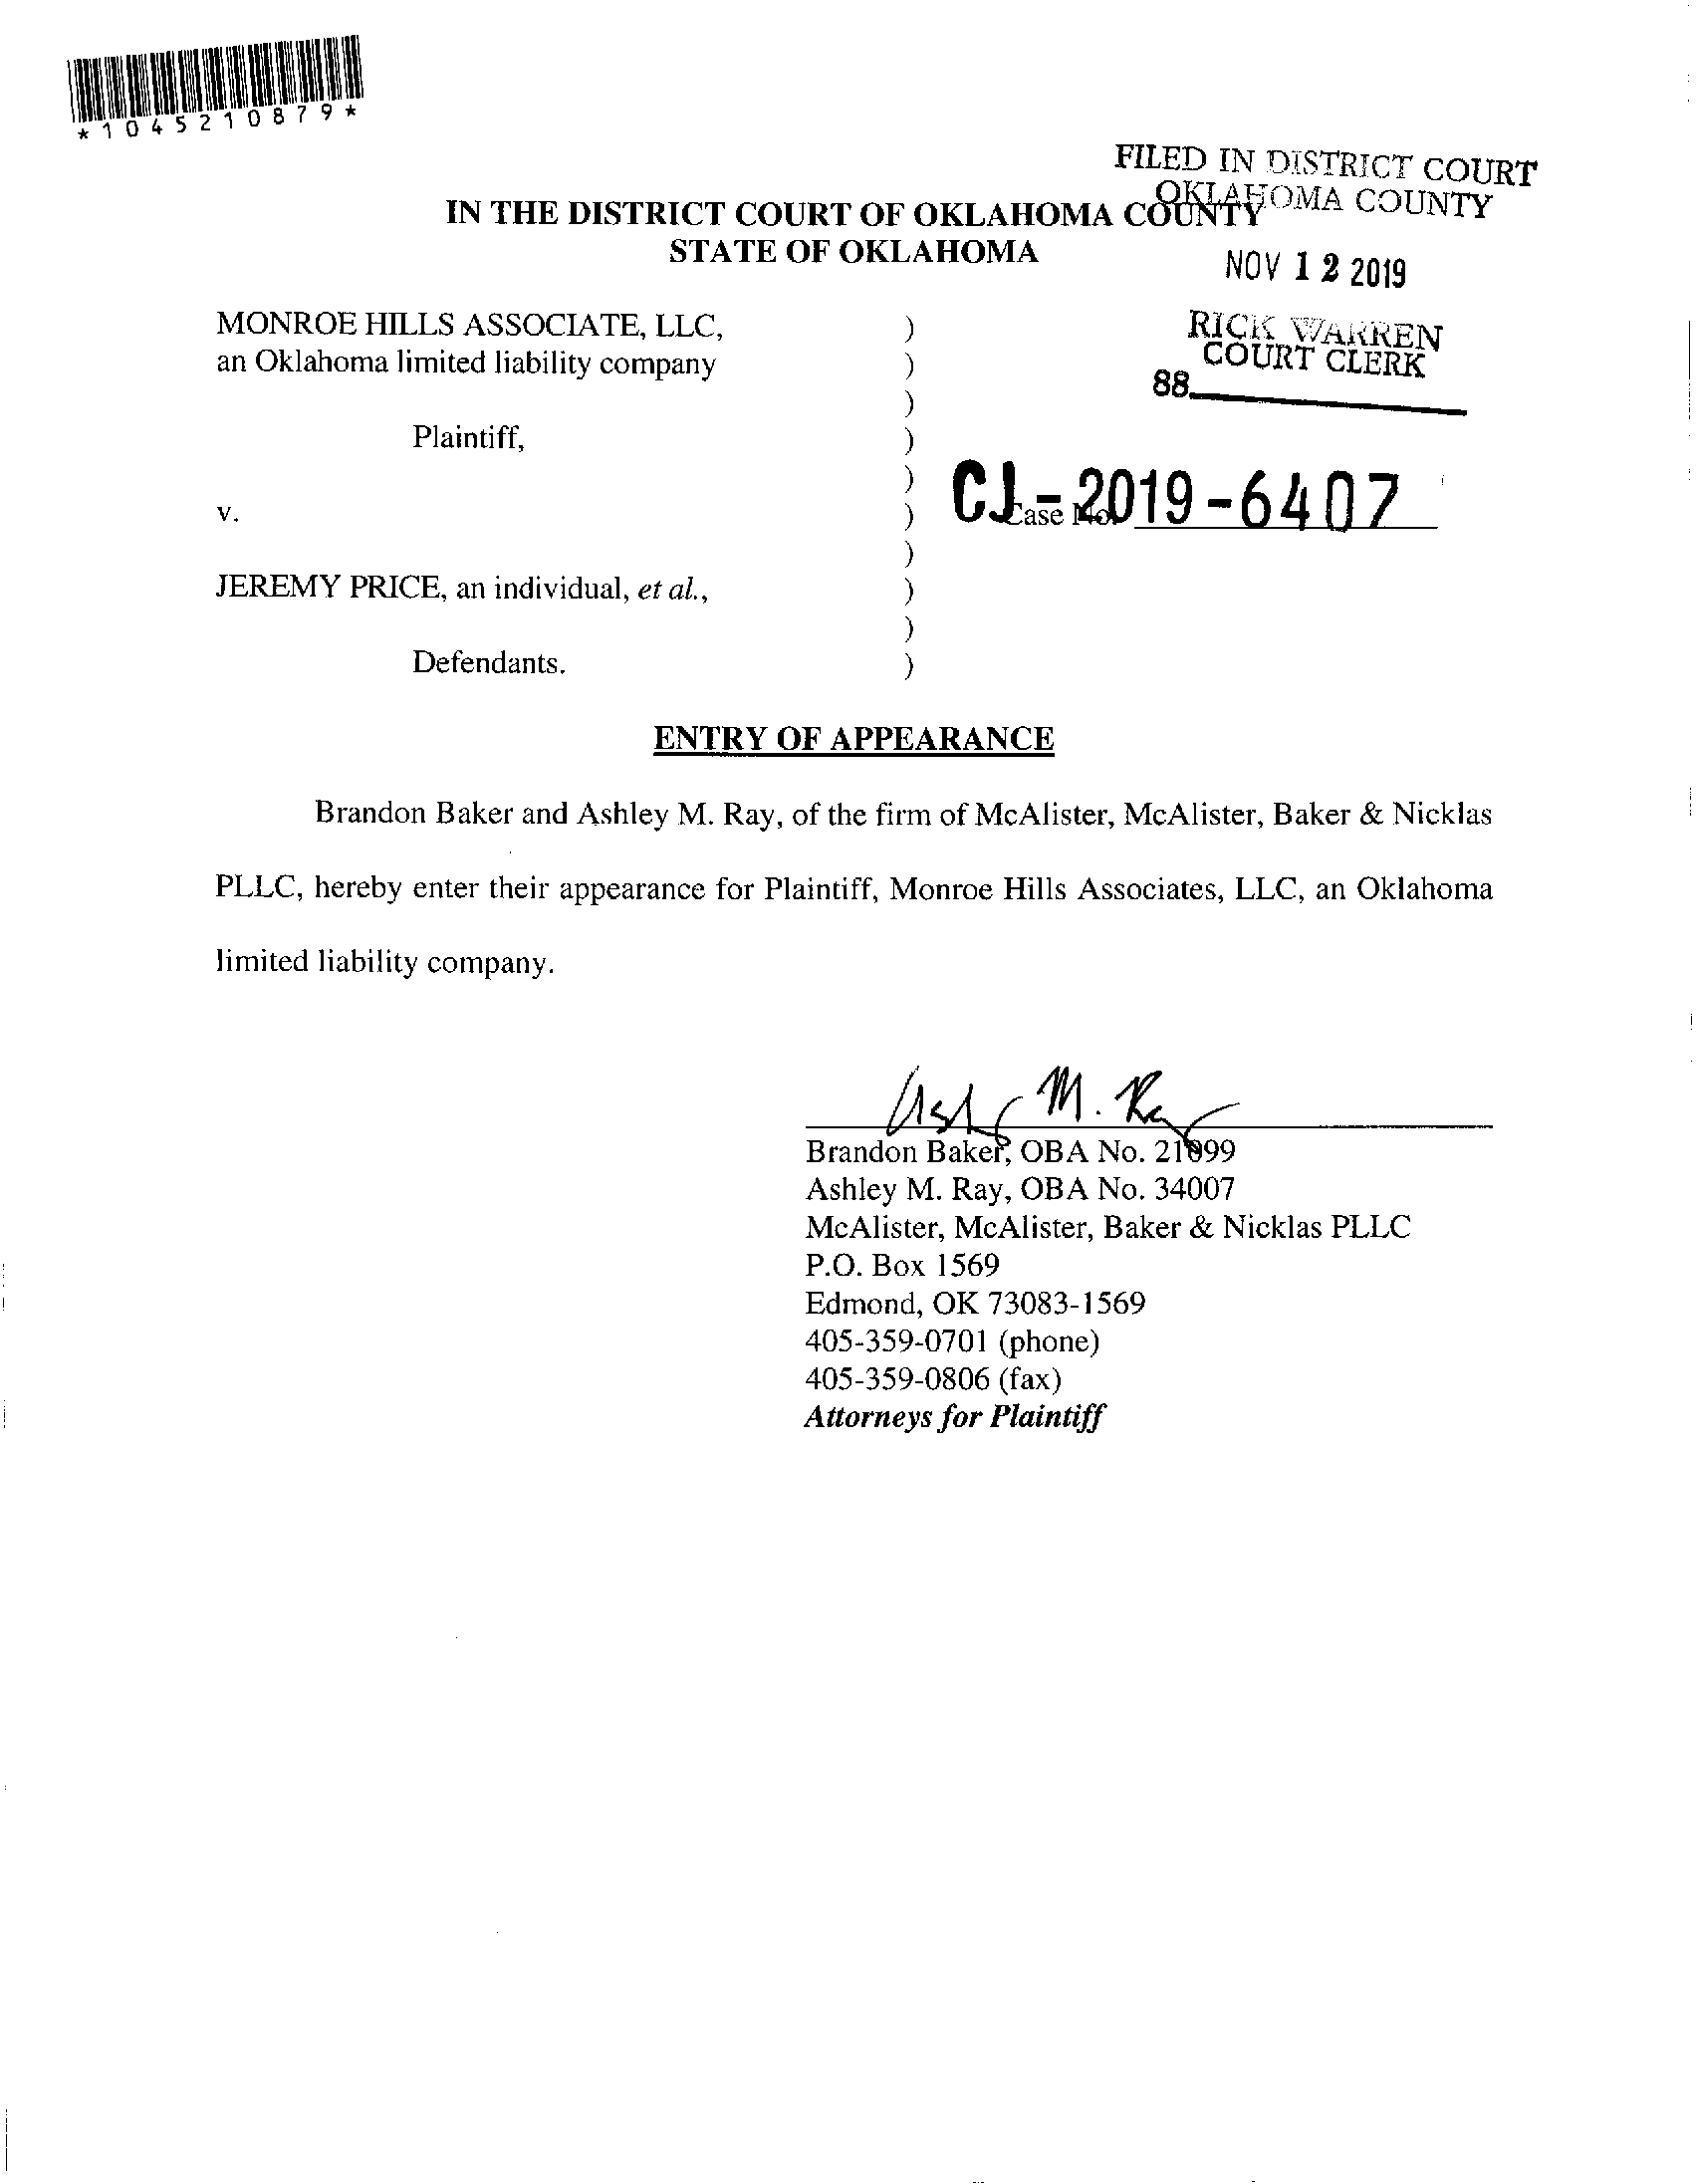 *1045210879*
FILED IN DISTRICT COURT
OKLAHOMA COUNTY
IN THE DISTRICT COURT OF OKLAHOMA COUNTY
STATE OF OKLAHOMA
NOV 12 2019
RICK WARREN
COURT CLERK
88
MONROE HILLS ASSOCIATE, LLC, )
an Oklahoma limited liability company )
)
Plaintiff, )
)
v. ) Case No. CJ-2019-6407
)
JEREMY PRICE, an individual, et al., )
)
Defendants. )
ENTRY OF APPEARANCE
Brandon Baker and Ashley M. Ray, of the firm of McAlister, McAlister, Baker & Nicklas
PLLC, hereby enter their appearance for Plaintiff, Monroe Hills Associates, LLC, an Oklahoma
limited liability company.
Ashley M. Ray
Brandon Baker, OBA No.
Ashley M. Ray, OBA No. 34007
McAlister, McAlister, Baker & Nicklas PLLC
P.O. Box 1569
Edmond, OK 73083-1569
405-359-0701 (phone)
405-359-0806 (fax)
Attorneys for Plaintiff